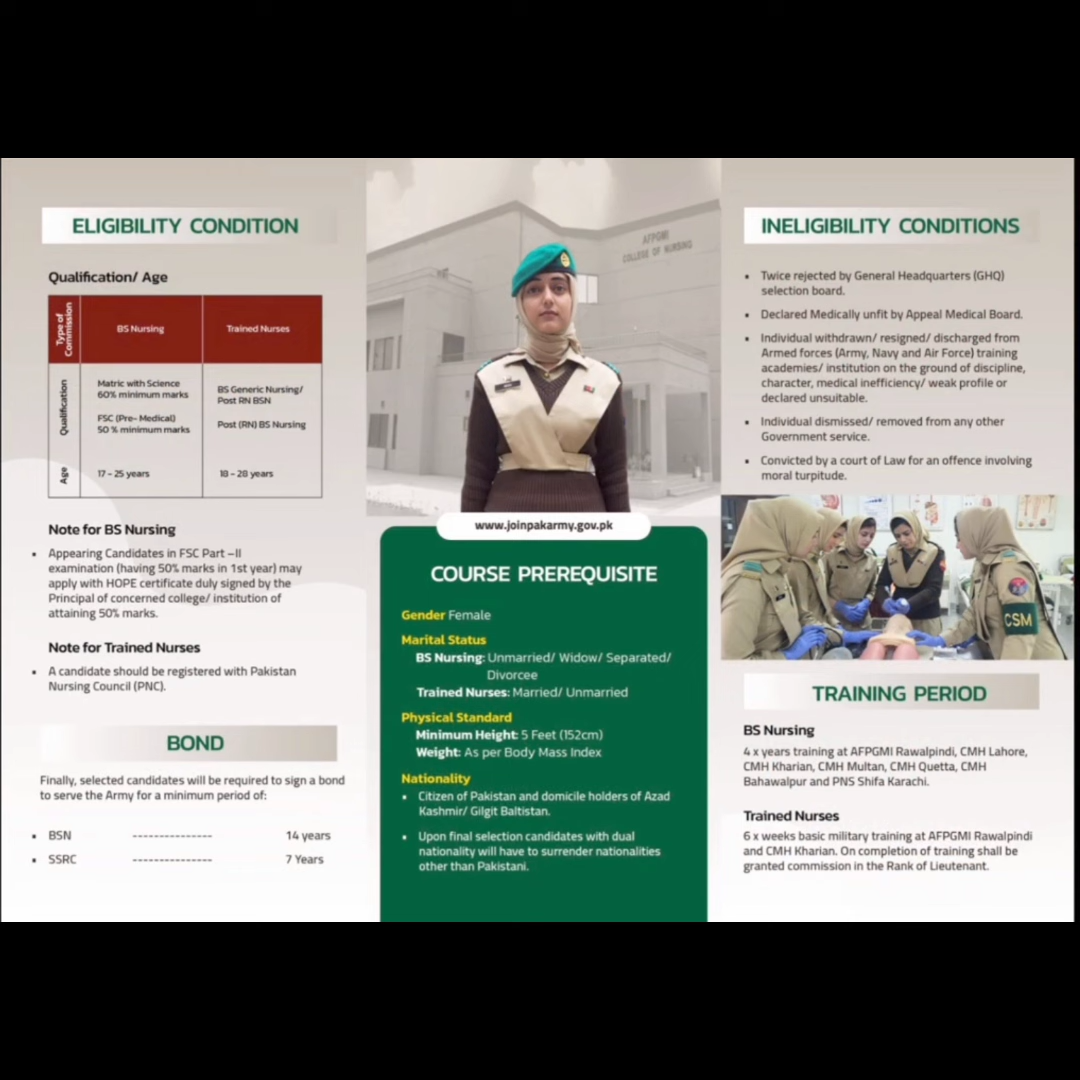 ELIGIBILITY CONDITION
Qualification/ Age
Type of
Commission
BS Nursing
Trained Nurses
Qualification
Matric with Science
60% minimum marks
FSC (Pre- Medical)
50 % minimum marks
BS Generic Nursing/
Post RN BSN
Post (RN) BS Nursing
Age
17 - 25 years
18 - 28 years
Note for BS Nursing
• Appearing Candidates in FSC Part -II
examination (having 50% marks in 1st year) may
apply with HOPE certificate duly signed by the
Principal of concerned college/ institution of
attaining 50% marks.
Note for Trained Nurses
• A candidate should be registered with Pakistan
Nursing Council (PNC).
BOND
Finally, selected candidates will be required to sign a bond
to serve the Army for a minimum period of:
• BSN --------------- 14 years
• SSRC --------------- 7 Years
AFPGMI
COLLEGE OF NURSING
www.joinpakarmy.gov.pk
COURSE PREREQUISITE
Gender Female
Marital Status
BS Nursing: Unmarried/ Widow/ Separated/
Divorcee
Trained Nurses: Married/ Unmarried
Physical Standard
Minimum Height: 5 Feet (152cm)
Weight: As per Body Mass Index
Nationality
• Citizen of Pakistan and domicile holders of Azad
Kashmir/ Gilgit Baltistan.
• Upon final selection candidates with dual
nationality will have to surrender nationalities
other than Pakistani.
INELIGIBILITY CONDITIONS
• Twice rejected by General Headquarters (GHQ)
selection board.
• Declared Medically unfit by Appeal Medical Board.
• Individual withdrawn/ resigned/ discharged from
Armed forces (Army, Navy and Air Force) training
academies/ institution on the ground of discipline,
character, medical inefficiency/ weak profile or
declared unsuitable.
• Individual dismissed/ removed from any other
Government service.
• Convicted by a court of Law for an offence involving
moral turpitude.
CSM
TRAINING PERIOD
BS Nursing
4 x years training at AFPGMI Rawalpindi, CMH Lahore,
CMH Kharian, CMH Multan, CMH Quetta, CMH
Bahawalpur and PNS Shifa Karachi.
Trained Nurses
6 x weeks basic military training at AFPGMI Rawalpindi
and CMH Kharian. On completion of training shall be
granted commission in the Rank of Lieutenant.